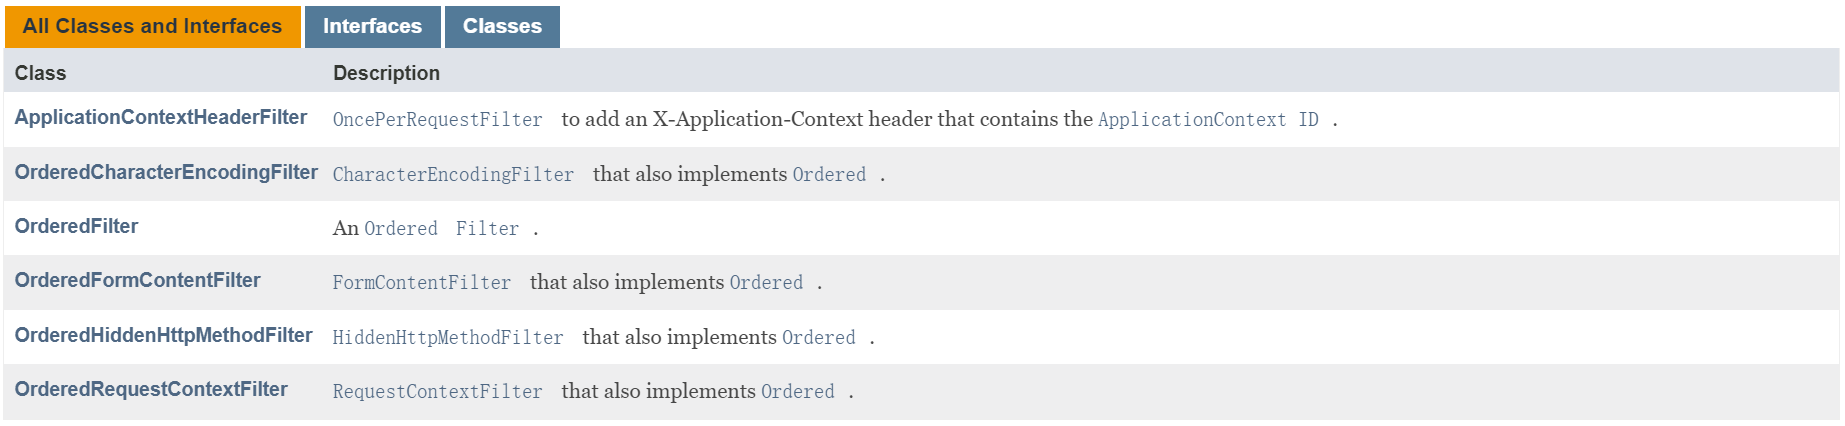 All Classes and Interfaces Interfaces Classes
Class Description
ApplicationContextHeaderFilter OncePerRequestFilter to add an X-Application-Context header that contains the ApplicationContext ID .
OrderedCharacterEncodingFilter CharacterEncodingFilter that also implements Ordered .
OrderedFilter An Ordered Filter .
OrderedFormContentFilter FormContentFilter that also implements Ordered .
OrderedHiddenHttpMethodFilter HiddenHttpMethodFilter that also implements Ordered .
OrderedRequestContextFilter RequestContextFilter that also implements Ordered .